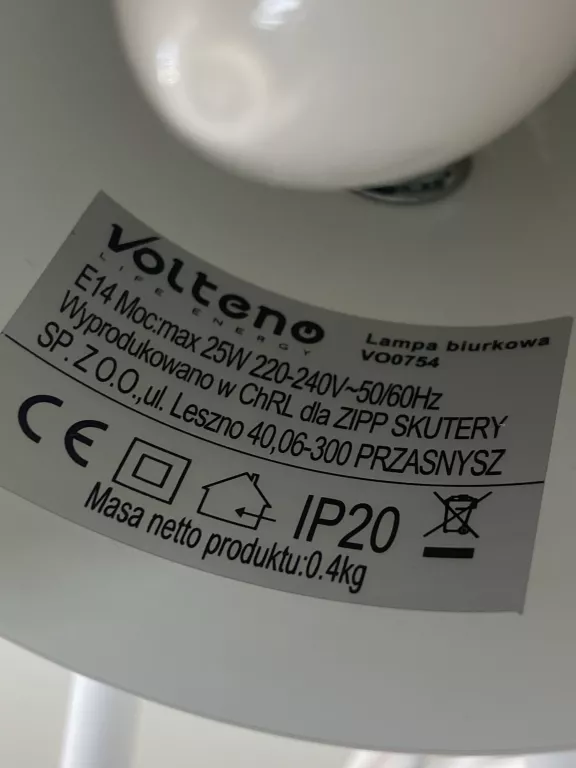 Volteno
LIFE ENERGY
Lampa biurkowa
VO0754
E14 Moc:max 25W 220-240V~50/60Hz
Wyprodukowano w ChRL dla ZIPP SKUTERY
SP. Z O.O.,ul. Leszno 40,06-300 PRZASNYSZ
CE IP20
Masa netto produktu:0.4kg